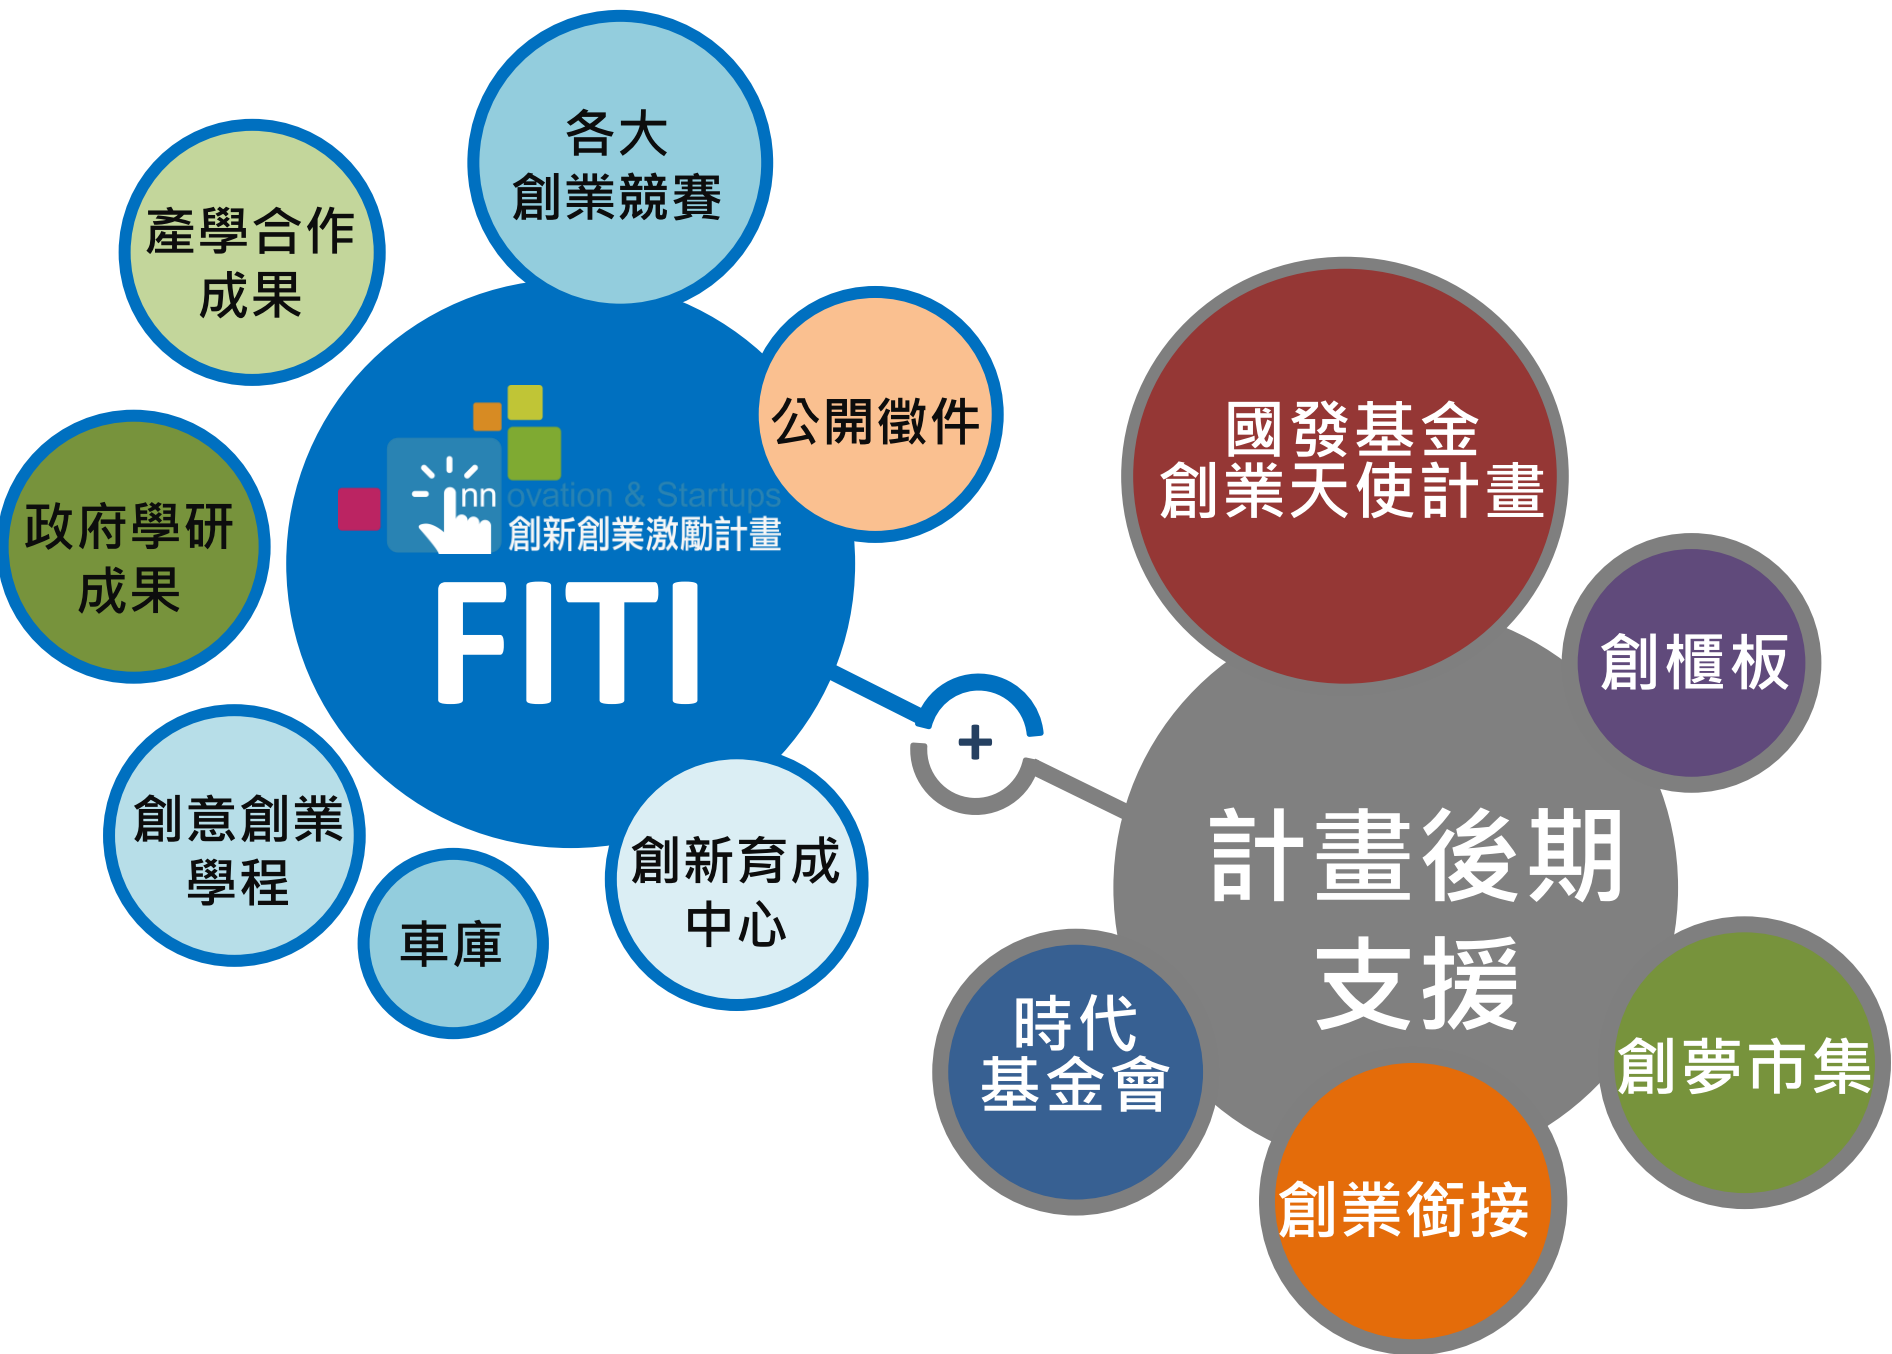 各大
創業競賽
產學合作
成果
公開徵件
政府學研
成果
nnovation & Startups
創新創業激勵計畫
FITI
創意創業
學程
車庫
創新育成
中心
+
國發基金
創業天使計畫
創櫃板
計畫後期
支援
時代
基金會
創夢市集
創業銜接